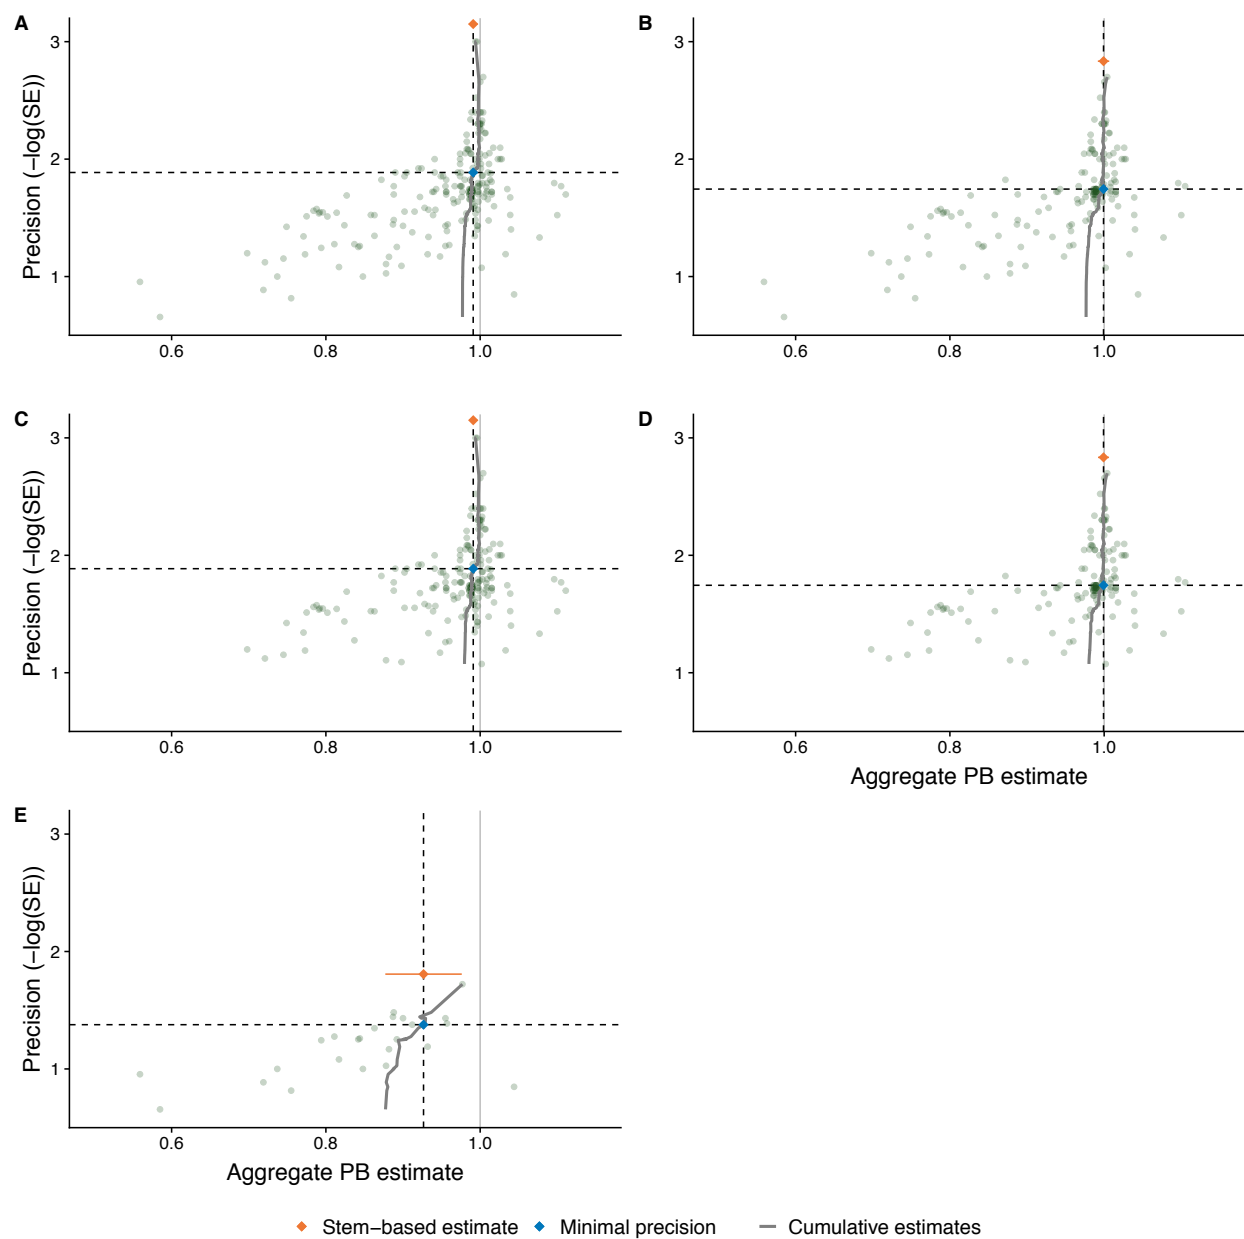 A
B
Precision (−log(SE))
3
2
1
0.6 0.8 1.0
3
2
1
0.6 0.8 1.0
C
D
Precision (−log(SE))
3
2
1
0.6 0.8 1.0
3
2
1
0.6 0.8 1.0
Aggregate PB estimate
E
Precision (−log(SE))
3
2
1
0.6 0.8 1.0
Aggregate PB estimate
Stem−based estimate Minimal precision Cumulative estimates